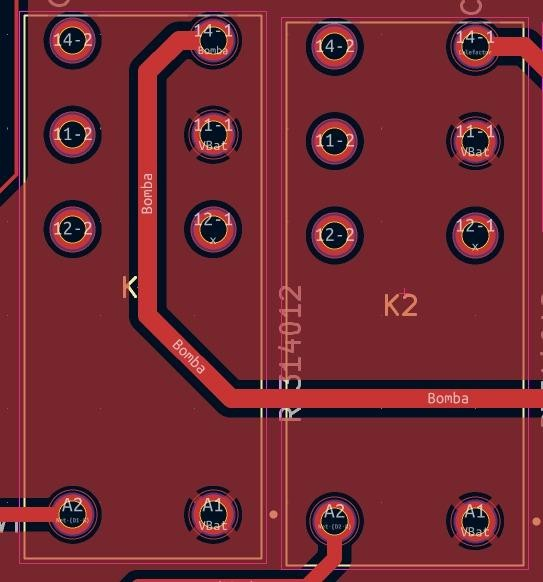 14-2
14-1
Bomba
14-2
14-1
Calefactor
11-2
11-1
VBat
11-2
11-1
VBat
Bomba
12-2
12-1
x
12-2
12-1
x
K
K2
Bomba
Bomba
A2
A1
VBat
A2
A1
VBat